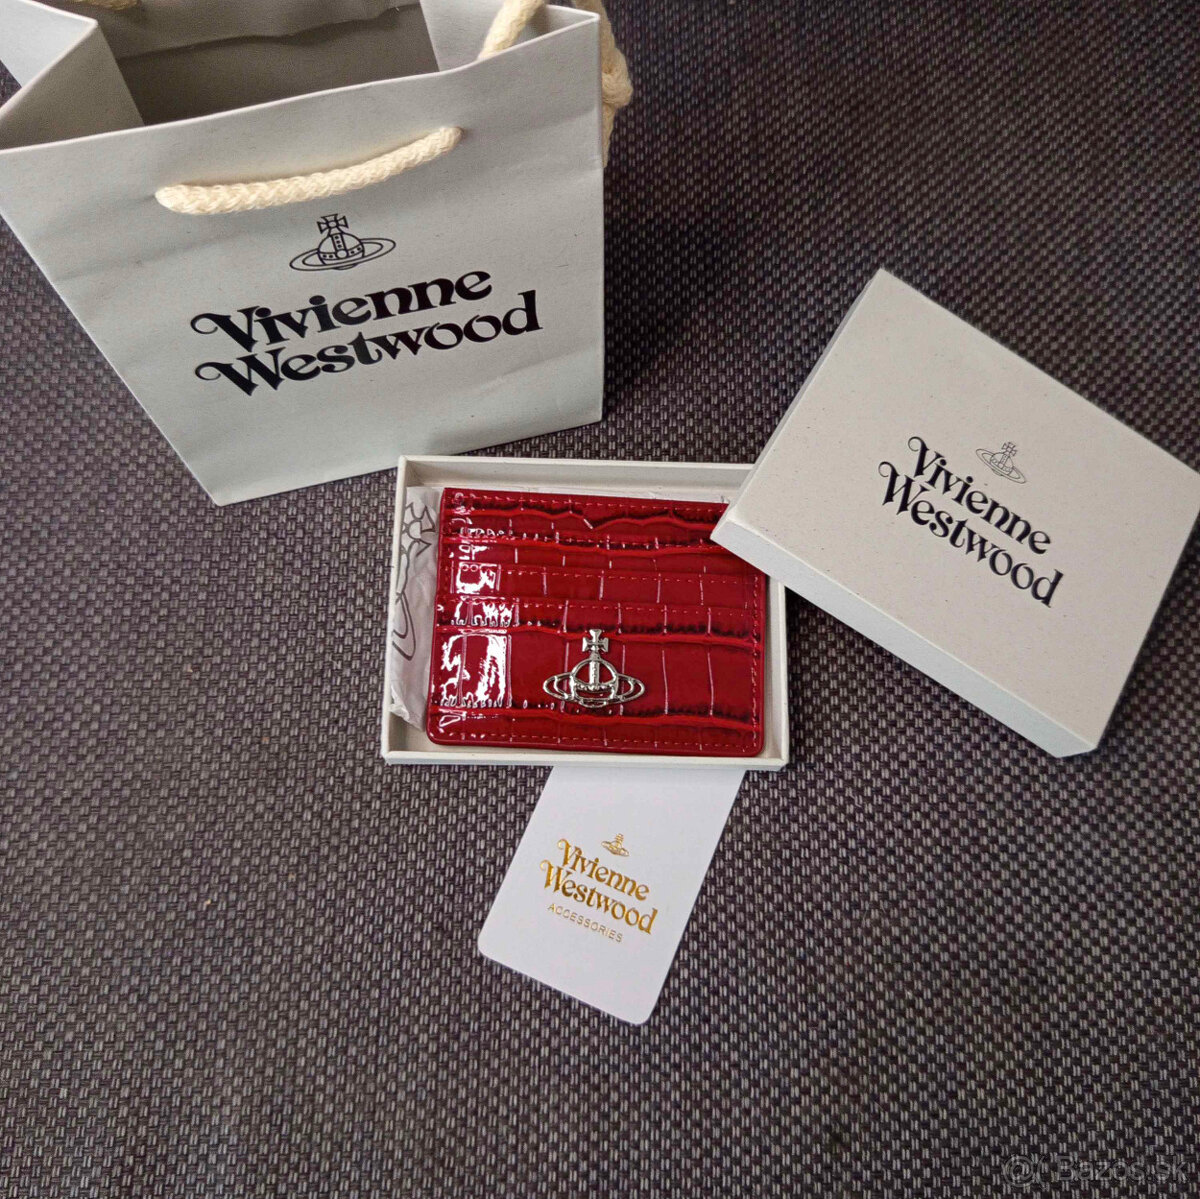 Vivienne
Westwood
Vivienne
Westwood
Vivienne
Westwood
ACCESSORIES
Bazos.sk